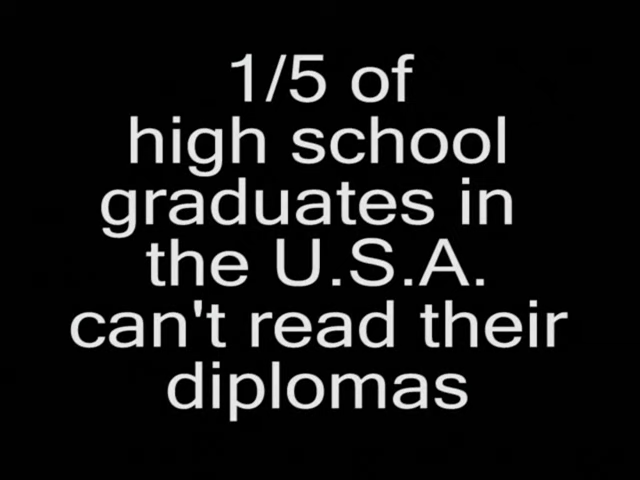 1/5 of
high school
graduates in
the U.S.A.
can't read their
diplomas